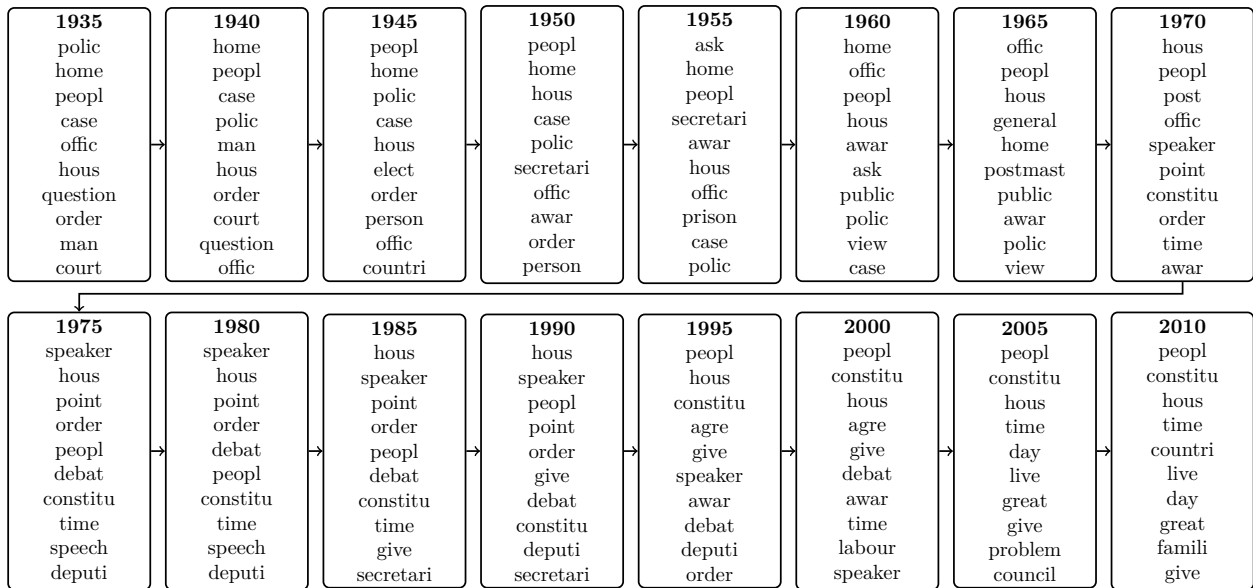 1935
polic
home
peopl
case
offic
hous
question
order
man
court
1940
home
peopl
case
polic
man
hous
order
court
question
offic
1945
peopl
home
polic
case
hous
elect
order
person
offic
countri
1950
peopl
home
hous
case
polic
secretari
offic
awar
order
person
1955
ask
home
peopl
secretari
awar
hous
offic
prison
case
polic
1960
home
offic
peopl
hous
awar
ask
public
polic
view
case
1965
offic
peopl
hous
general
home
postmast
public
awar
polic
view
1970
hous
peopl
post
offic
speaker
point
constitu
order
time
awar
1975
speaker
hous
point
order
peopl
debat
constitu
time
speech
deputi
1980
speaker
hous
point
order
debat
peopl
constitu
time
speech
deputi
1985
hous
speaker
point
order
peopl
debat
constitu
time
give
secretari
1990
hous
speaker
peopl
point
order
give
debat
constitu
deputi
secretari
1995
peopl
hous
constitu
agre
give
speaker
awar
debat
deputi
order
2000
peopl
constitu
hous
agre
give
debat
awar
time
labour
speaker
2005
peopl
constitu
hous
time
day
live
great
give
problem
council
2010
peopl
constitu
hous
time
countri
live
day
great
famili
give